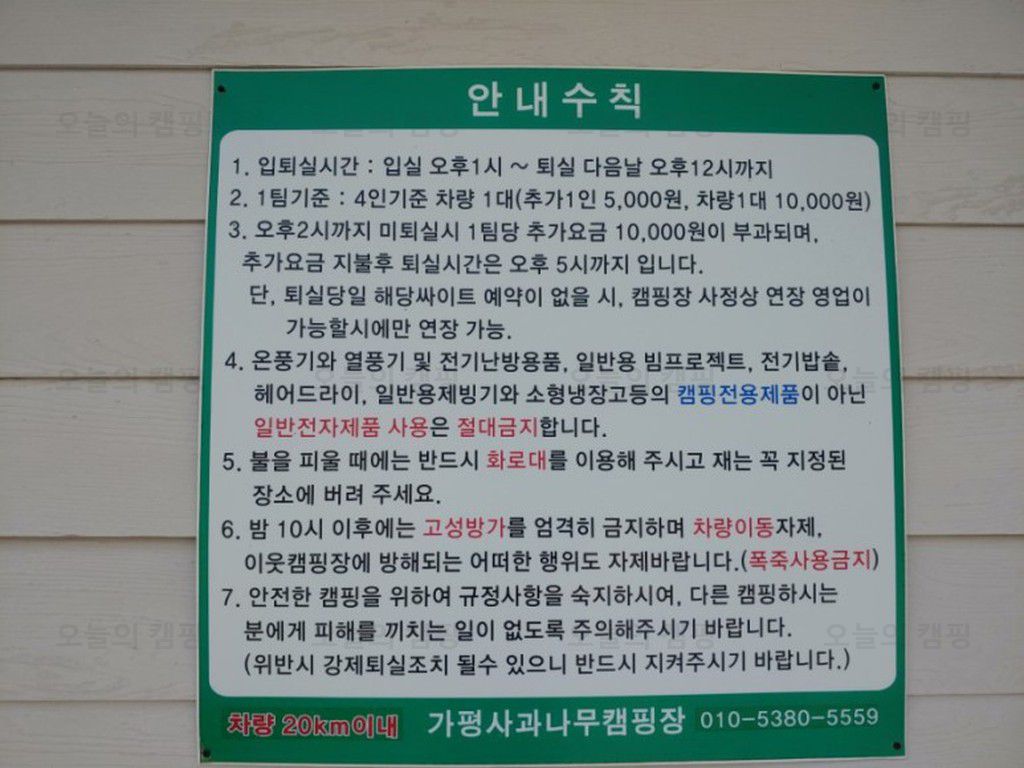 안내수칙
1. 입퇴실시간 : 입실 오후1시 ~ 퇴실 다음날 오후12시까지
2. 1팀기준 : 4인기준 차량 1대(추가1인 5,000원, 차량1대 10,000원)
3. 오후2시까지 미퇴실시 1팀당 추가요금 10,000원이 부과되며,
추가요금 지불후 퇴실시간은 오후 5시까지 입니다.
단, 퇴실당일 해당싸이트 예약이 없을 시, 캠핑장 사정상 연장 영업이
가능할시에만 연장 가능.
4. 온풍기와 열풍기 및 전기난방용품, 일반용 빔프로젝트, 전기밥솥,
헤어드라이, 일반용제빙기와 소형냉장고등의 캠핑전용제품이 아닌
일반전자제품 사용은 절대금지합니다.
5. 불을 피울 때에는 반드시 화로대를 이용해 주시고 재는 꼭 지정된
장소에 버려 주세요.
6. 밤 10시 이후에는 고성방가를 엄격히 금지하며 차량이동자제,
이웃캠핑장에 방해되는 어떠한 행위도 자제바랍니다.(폭죽사용금지)
7. 안전한 캠핑을 위하여 규정사항을 숙지하시여, 다른 캠핑하시는
분에게 피해를 끼치는 일이 없도록 주의해주시기 바랍니다.
(위반시 강제퇴실조치 될수 있으니 반드시 지켜주시기 바랍니다.)
차량 20km이내 가평사과나무캠핑장 010-5380-5559
오늘의 캠핑